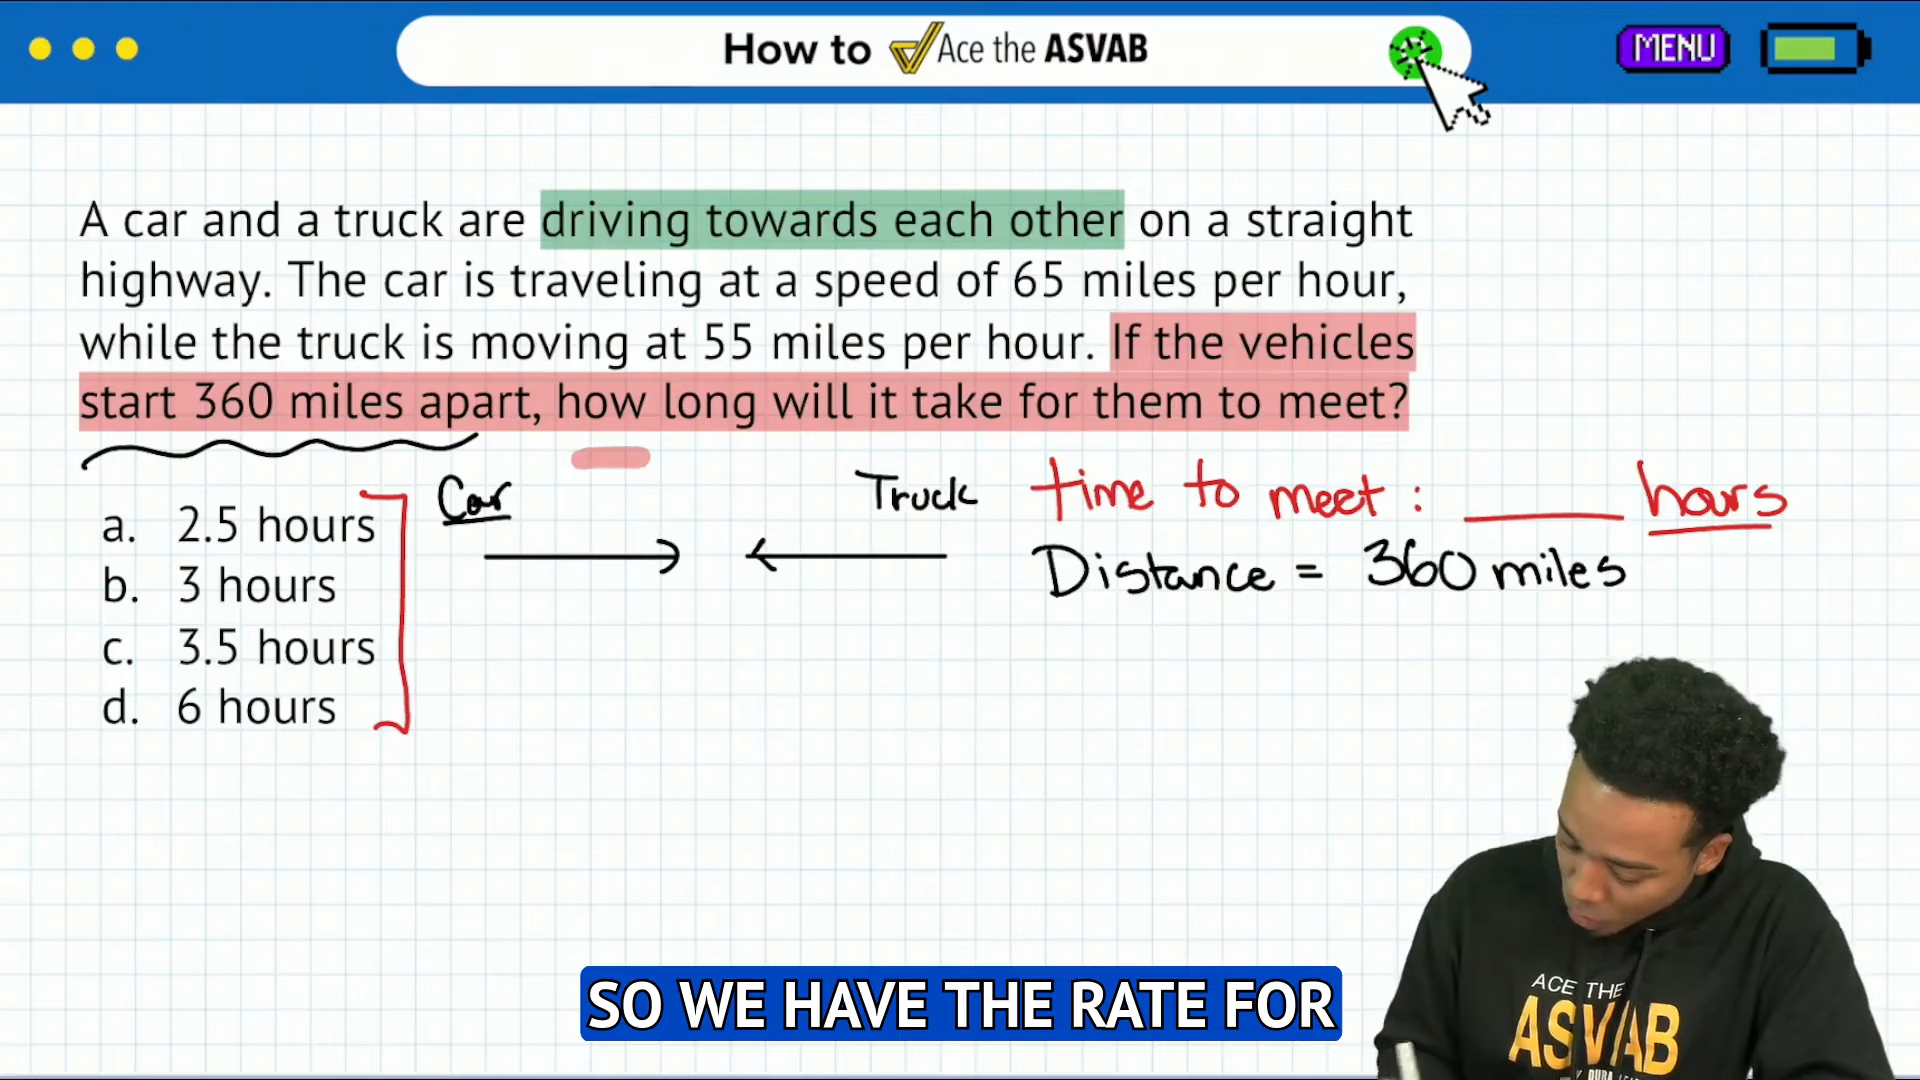 How to Ace the ASVAB
MENU
A car and a truck are driving towards each other on a straight
highway. The car is traveling at a speed of 65 miles per hour,
while the truck is moving at 55 miles per hour. If the vehicles
start 360 miles apart, how long will it take for them to meet?
Car
Truck
time to meet : ____ hours
Distance = 360 miles
a. 2.5 hours
b. 3 hours
c. 3.5 hours
d. 6 hours
ACE THE
ASVAB
SO WE HAVE THE RATE FOR